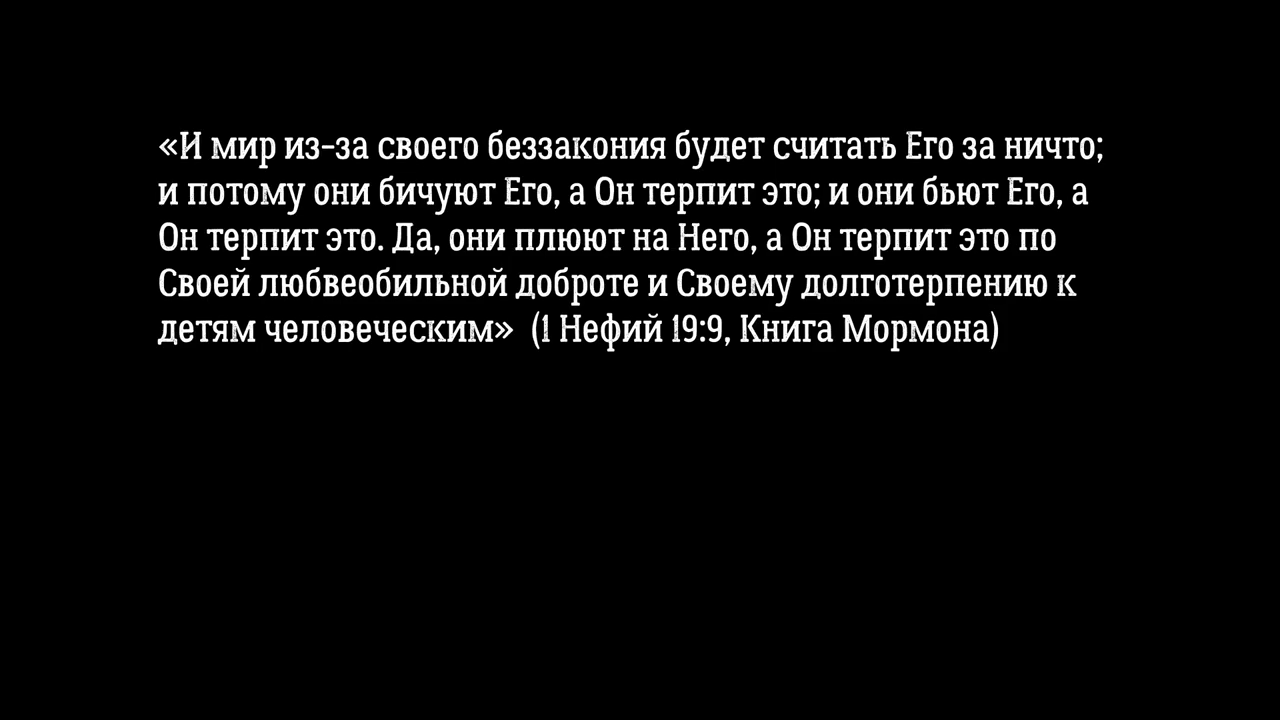 «И мир из-за своего беззакония будет считать Его за ничто;
и потому они бичуют Его, а Он терпит это; и они бьют Его, а
Он терпит это. Да, они плюют на Него, а Он терпит это по
Своей любвеобильной доброте и Своему долготерпению к
детям человеческим»  (1 Нефий 19:9, Книга Мормона)